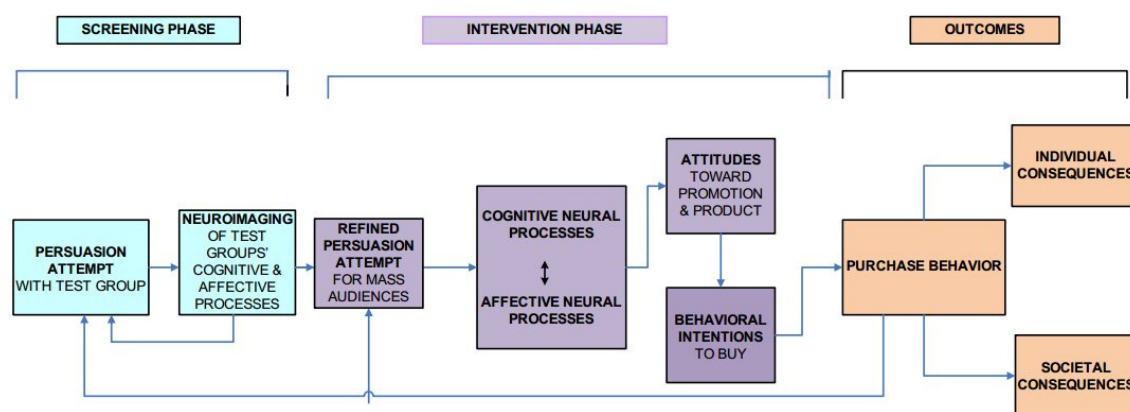 SCREENING PHASE
INTERVENTION PHASE
OUTCOMES
PERSUASION
ATTEMPT
WITH TEST GROUP
NEUROIMAGING
OF TEST
GROUPS'
COGNITIVE &
AFFECTIVE
PROCESSES
REFINED
PERSUASION
ATTEMPT
FOR MASS
AUDIENCES
COGNITIVE NEURAL
PROCESSES
AFFECTIVE NEURAL
PROCESSES
ATTITUDES
TOWARD
PROMOTION
& PRODUCT
BEHAVIORAL
INTENTIONS
TO BUY
PURCHASE BEHAVIOR
INDIVIDUAL
CONSEQUENCES
SOCIETAL
CONSEQUENCES